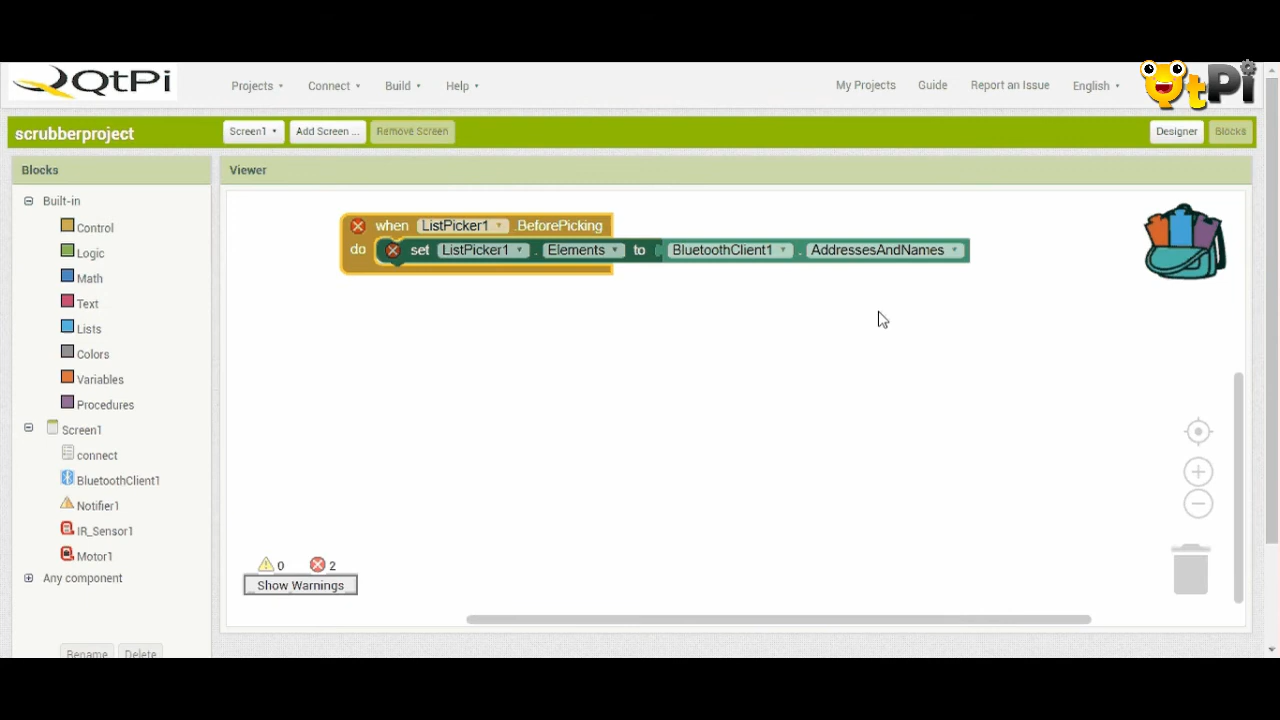 QtPi
Projects Connect Build Help My Projects Guide Report an Issue English
QtPi
scrubberproject Screen1 Add Screen ... Remove Screen Designer Blocks
Blocks Viewer
Built-in
Control
Logic
Math
Text
Lists
Colors
Variables
Procedures
Screen1
connect
BluetoothClient1
Notifier1
IR_Sensor1
Motor1
Any component
Rename Delete
when ListPicker1 .BeforePicking
do set ListPicker1 . Elements to BluetoothClient1 . AddressesAndNames
0 2
Show Warnings